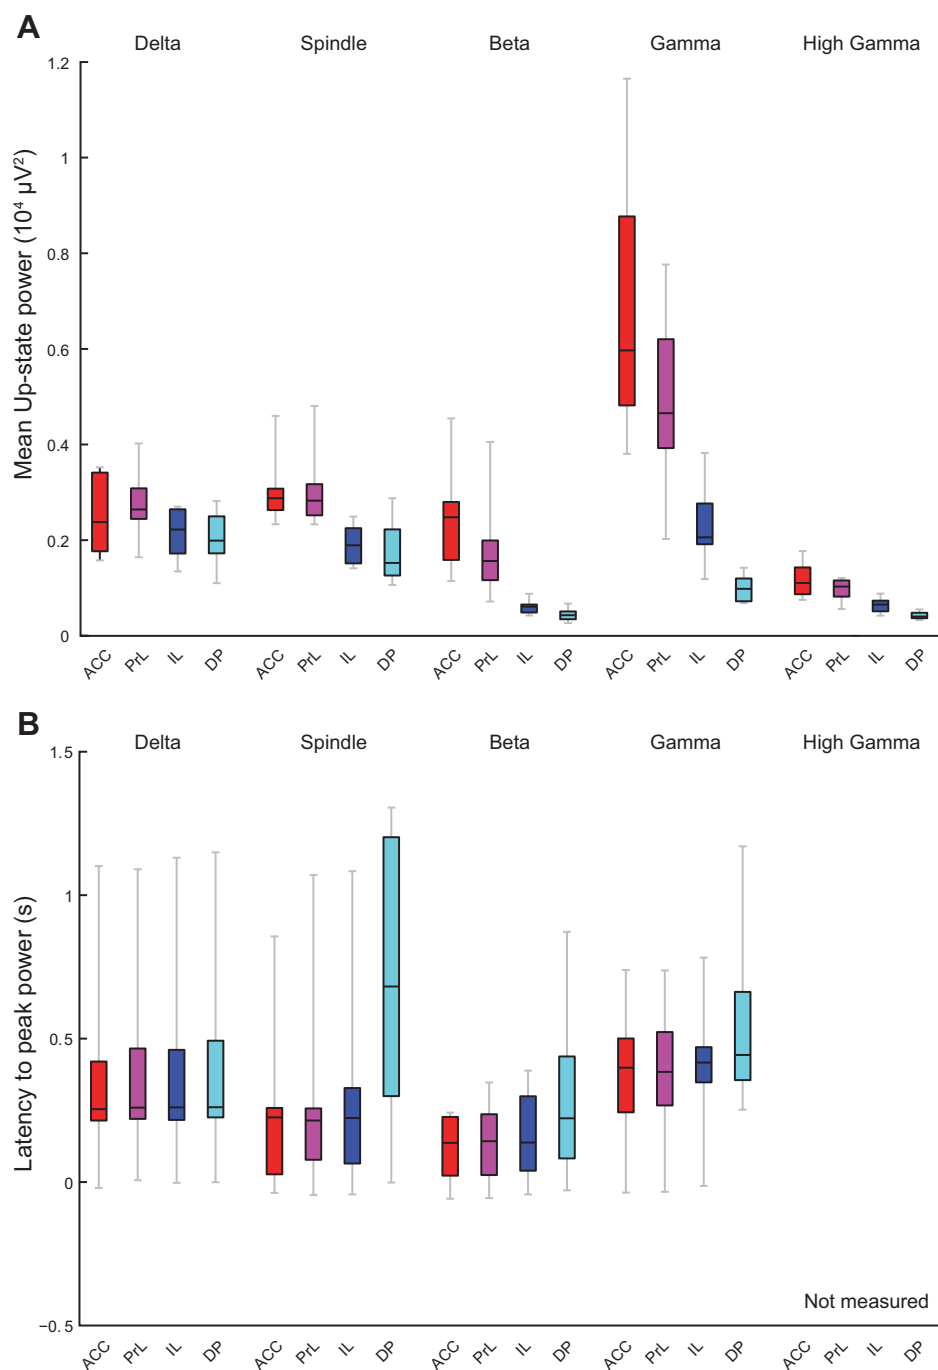 A
Delta Spindle Beta Gamma High Gamma
Mean Up-state power (10⁴ µV²)
1.2
1
0.8
0.6
0.4
0.2
0
ACC PrL IL DP ACC PrL IL DP ACC PrL IL DP ACC PrL IL DP ACC PrL IL DP
B
Delta Spindle Beta Gamma High Gamma
Latency to peak power (s)
1.5
1
0.5
0
−0.5
Not measured
ACC PrL IL DP ACC PrL IL DP ACC PrL IL DP ACC PrL IL DP ACC PrL IL DP